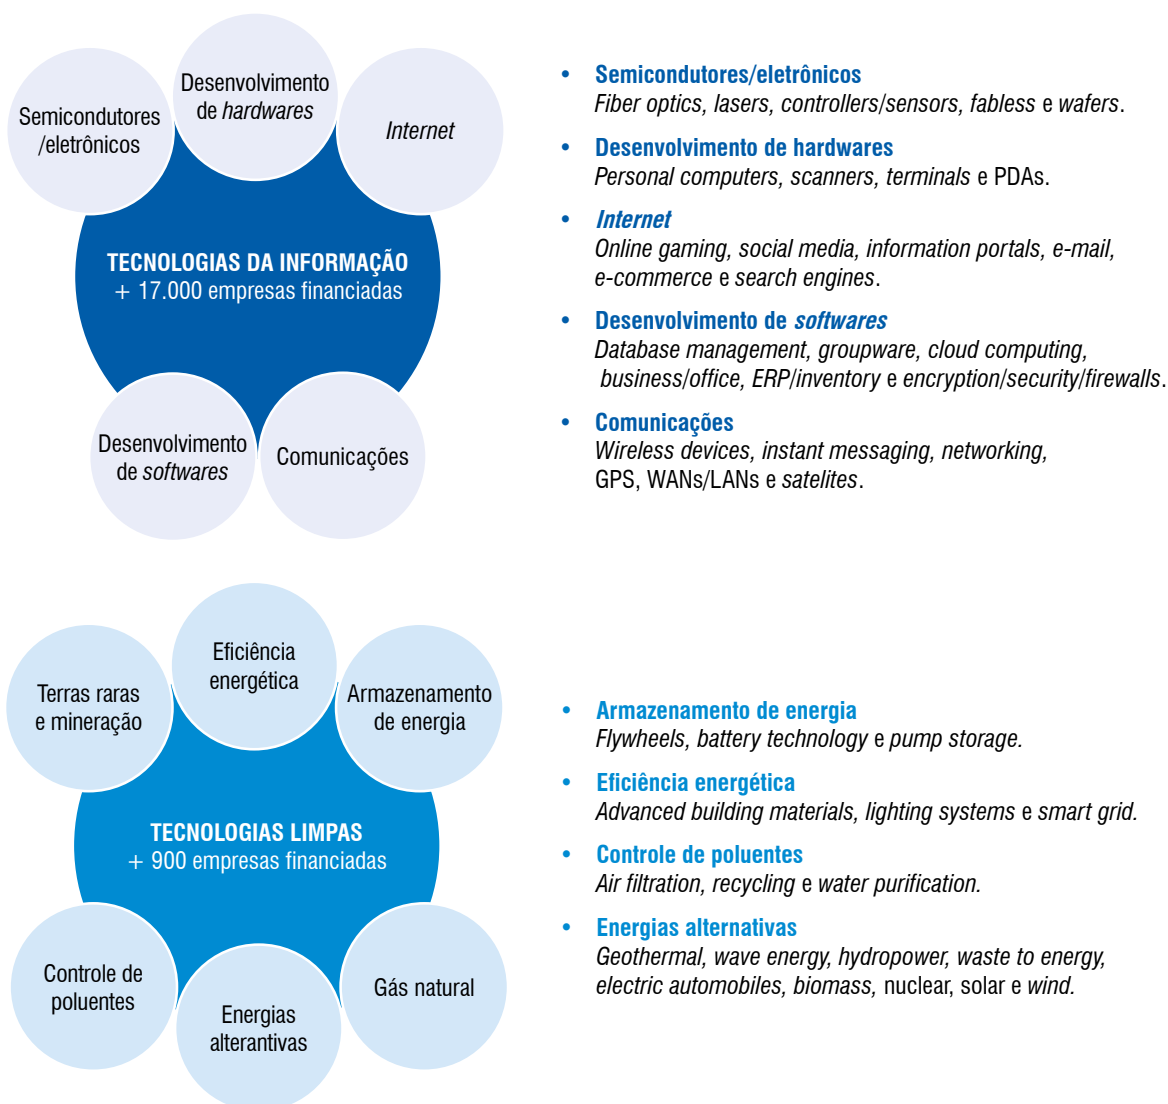 Desenvolvimento
de hardwares
Semicondutores
/eletrônicos
Internet
TECNOLOGIAS DA INFORMAÇÃO
+ 17.000 empresas financiadas
Desenvolvimento
de softwares
Comunicações
• Semicondutores/eletrônicos
Fiber optics, lasers, controllers/sensors, fabless e wafers.
• Desenvolvimento de hardwares
Personal computers, scanners, terminals e PDAs.
• Internet
Online gaming, social media, information portals, e-mail,
e-commerce e search engines.
• Desenvolvimento de softwares
Database management, groupware, cloud computing,
business/office, ERP/inventory e encryption/security/firewalls.
• Comunicações
Wireless devices, instant messaging, networking,
GPS, WANs/LANs e satelites.
Eficiência
energética
Terras raras
e mineração
Armazenamento
de energia
TECNOLOGIAS LIMPAS
+ 900 empresas financiadas
Controle de
poluentes
Energias
alterantivas
Gás natural
• Armazenamento de energia
Flywheels, battery technology e pump storage.
• Eficiência energética
Advanced building materials, lighting systems e smart grid.
• Controle de poluentes
Air filtration, recycling e water purification.
• Energias alternativas
Geothermal, wave energy, hydropower, waste to energy,
electric automobiles, biomass, nuclear, solar e wind.